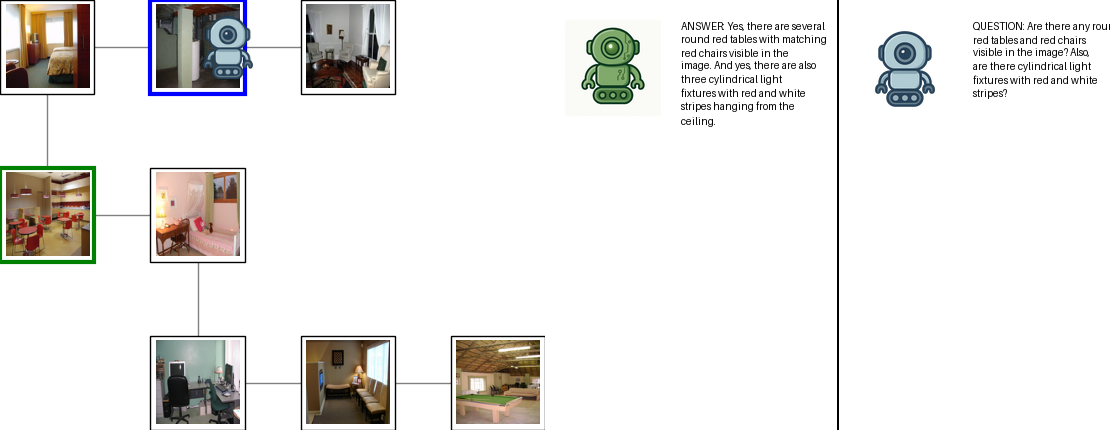 ANSWER: Yes, there are several
round red tables with matching
red chairs visible in the
image. And yes, there are also
three cylindrical light
fixtures with red and white
stripes hanging from the
ceiling.
QUESTION: Are there any
red tables and red chairs
visible in the image? Also,
are there cylindrical light
fixtures with red and white
stripes?